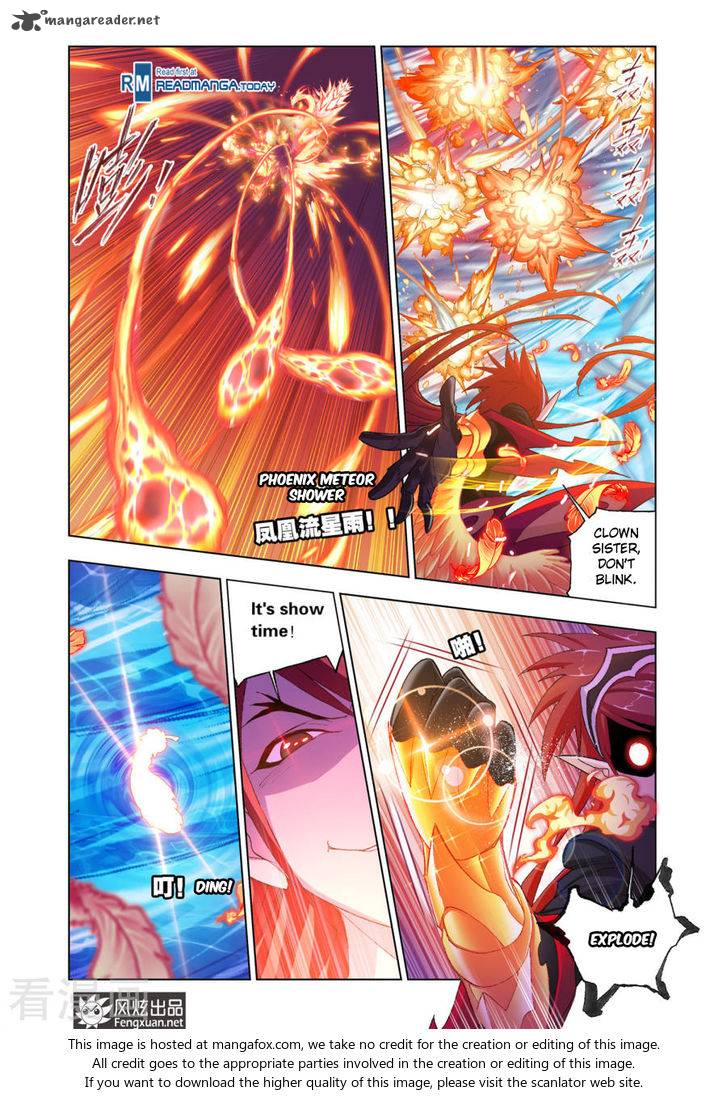 mangareader.net
RM Read first at
READMANGA.TODAY
嘭!
轰 轰 轰 轰!
PHOENIX METEOR
SHOWER
凤凰流星雨！！
CLOWN
SISTER,
DON'T
BLINK.
It's show
time！
啪！
叮！ DING!
EXPLODE!
看漫画
风炫出品
Fengxuan.net
This image is hosted at mangafox.com, we take no credit for the creation or editing of this image.
All credit goes to the appropriate parties involved in the creation or editing of this image.
If you want to download the higher quality of this image, please visit the scanlator web site.